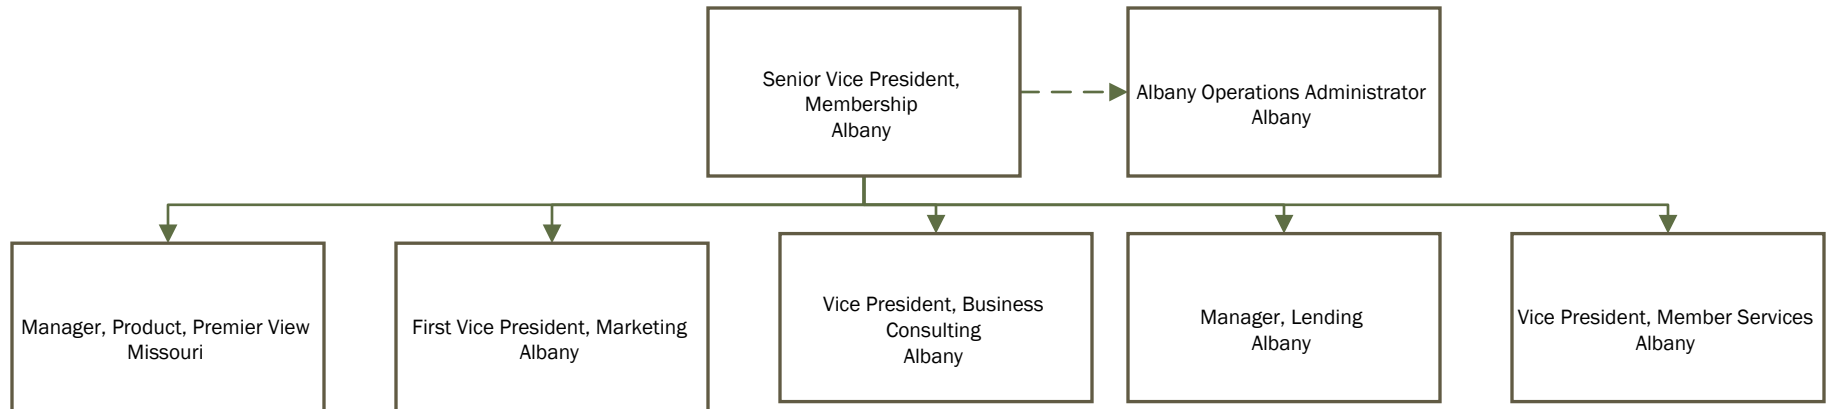 Senior Vice President,
Membership
Albany
Albany Operations Administrator
Albany
Manager, Product, Premier View
Missouri
First Vice President, Marketing
Albany
Vice President, Business
Consulting
Albany
Manager, Lending
Albany
Vice President, Member Services
Albany